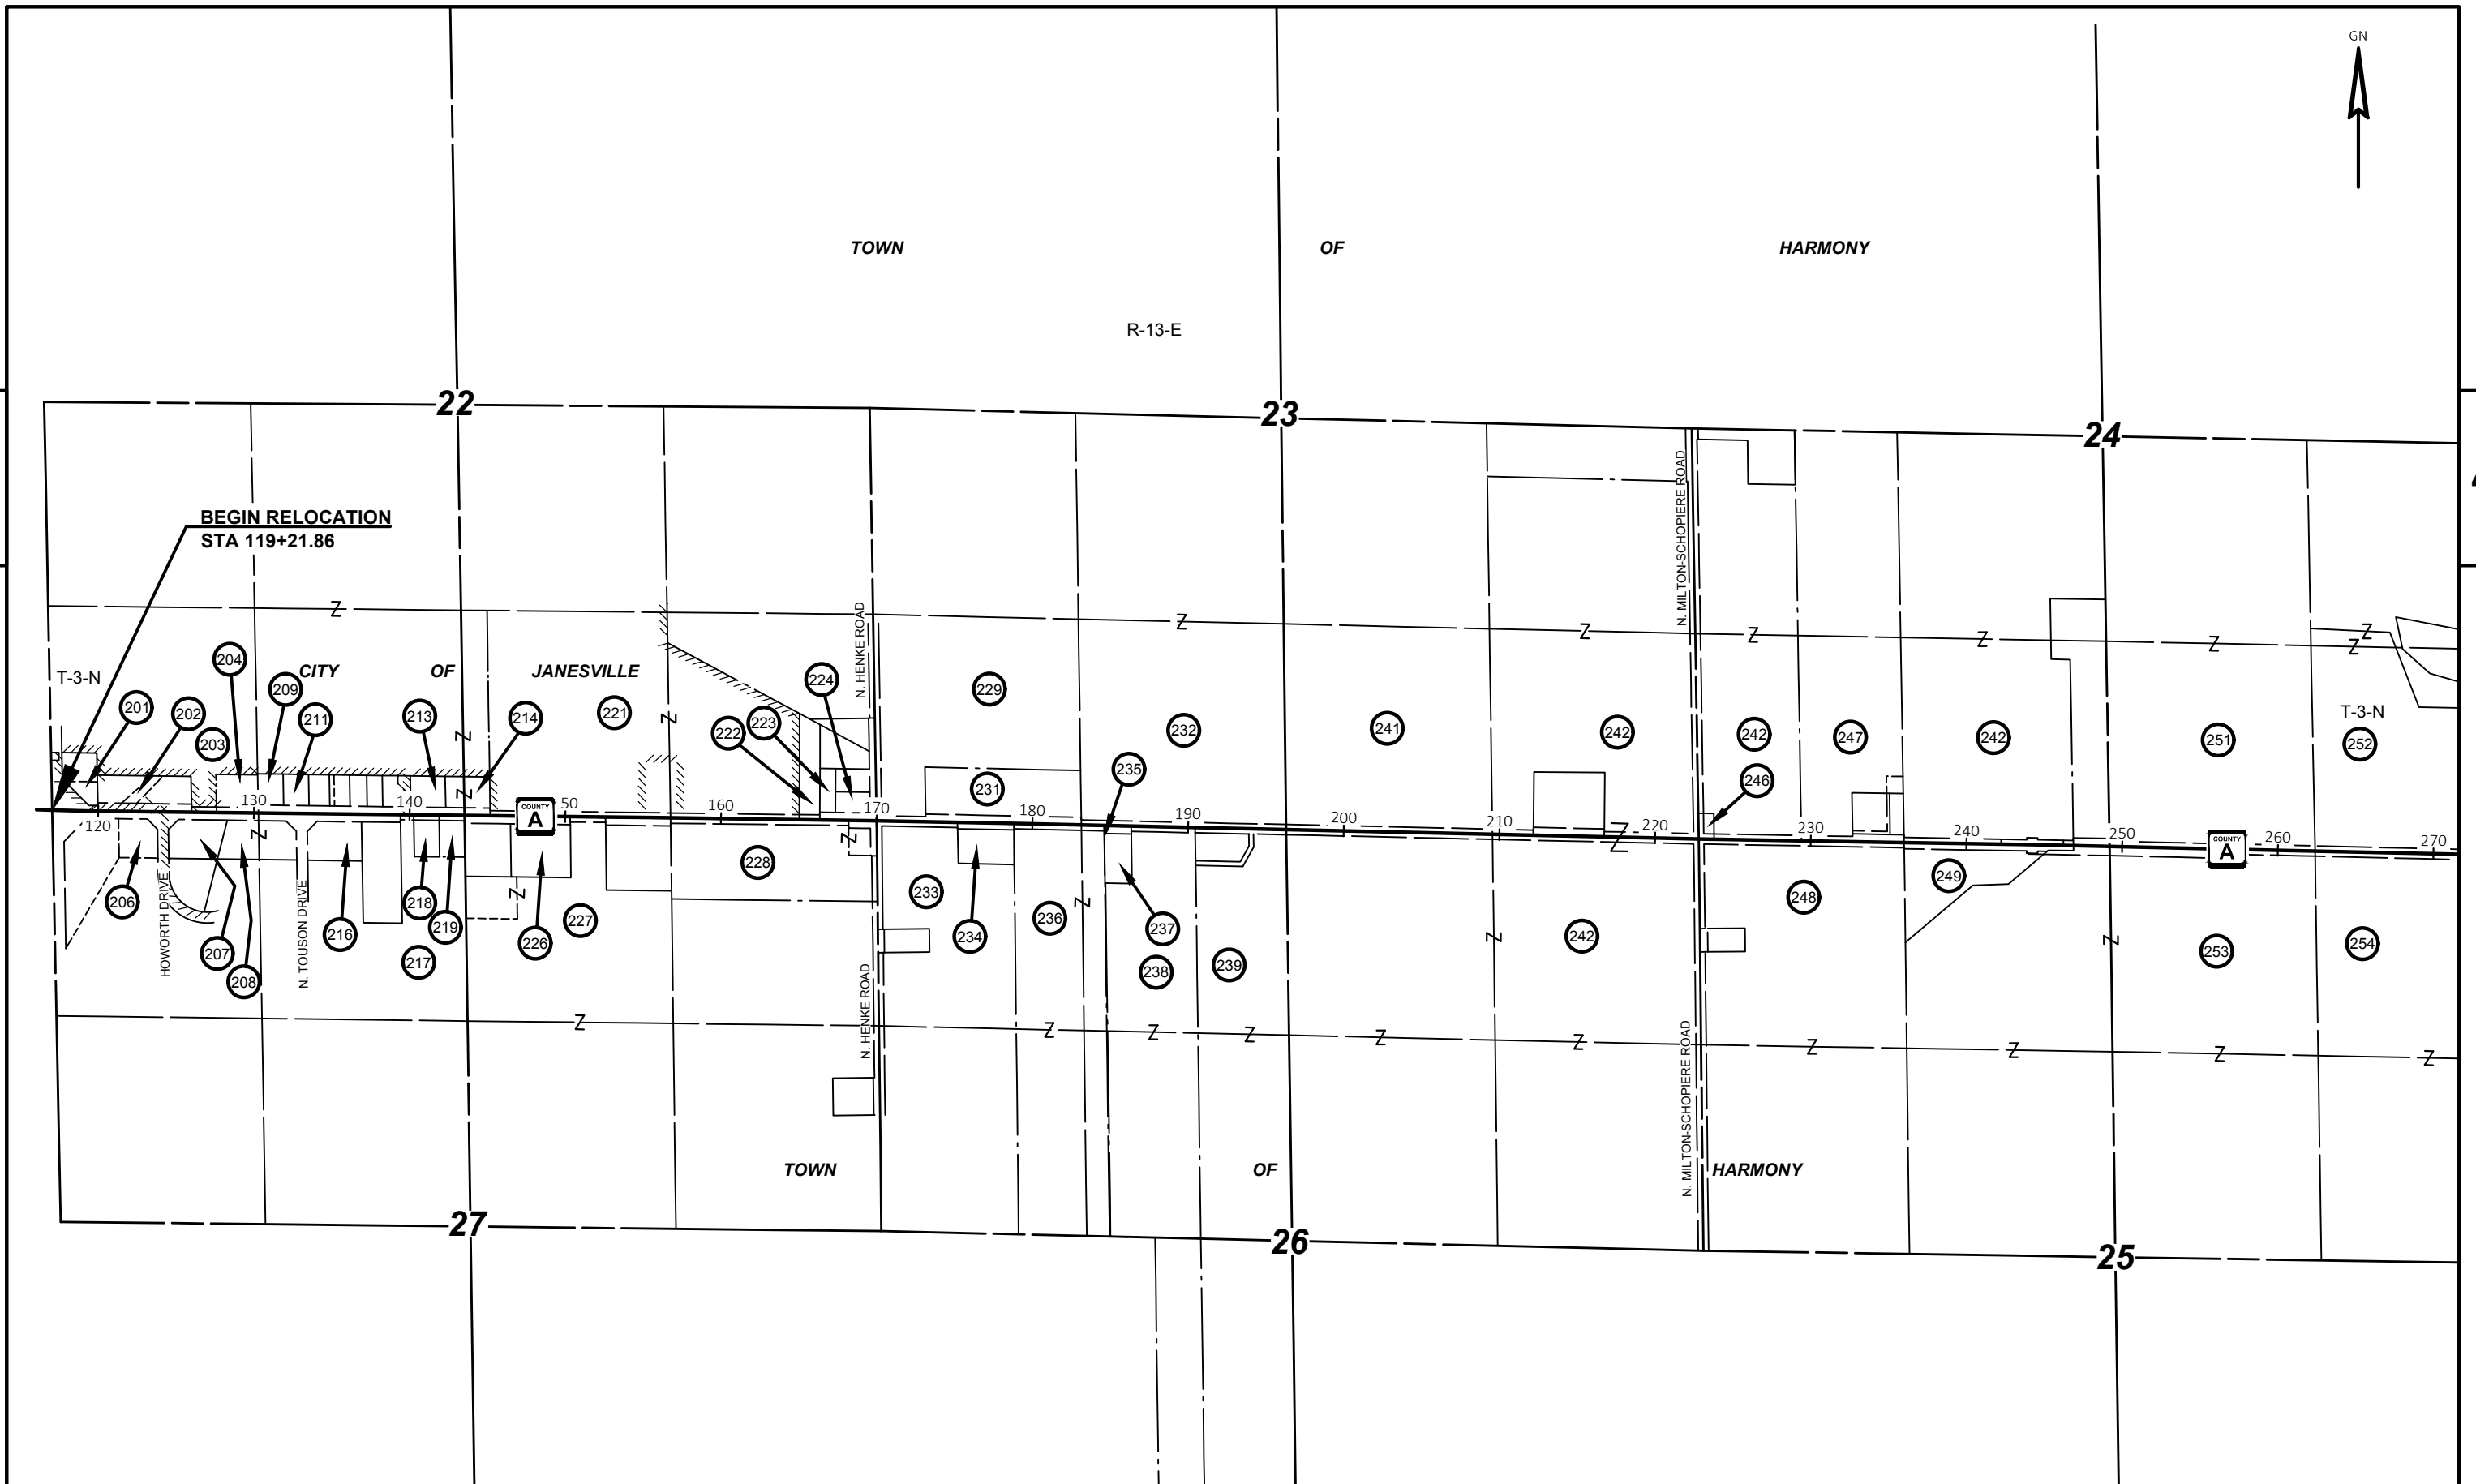 GN
TOWN OF HARMONY
R-13-E
22 23 24
BEGIN RELOCATION
STA 119+21.86
N. HENKE ROAD
N. MILTON-SCHOPIERE ROAD
Z Z Z Z Z Z Z Z
CITY OF JANESVILLE
T-3-N
T-3-N
204 209 201 202 203 211 213 214 221 222 223 224 229 232 241 242 242 247 242 251 252
Z Z Z
231 235 246
120 130 140 50 160 170 180 190 200 210 220 230 240 250 260 270
COUNTY
A
COUNTY
A
Z Z Z Z
206 207 208 216 217 218 219 226 227 228 233 234 236 237 238 239 242 248 249 253 254
Z Z Z Z
HOWORTH DRIVE
N. TOUSON DRIVE
N. HENKE ROAD
N. MILTON-SCHOPIERE ROAD
Z Z Z Z Z Z Z Z Z Z
TOWN OF HARMONY
27 26 25